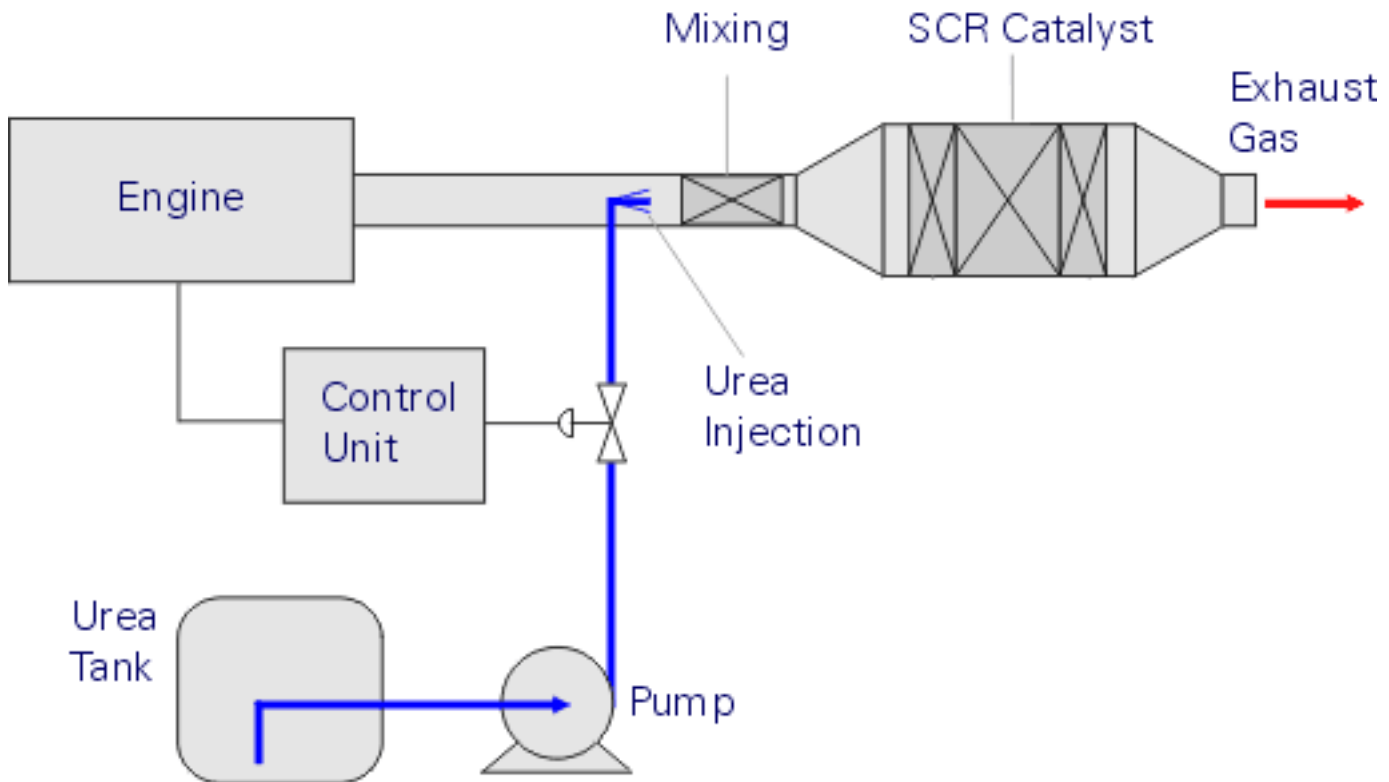 Mixing
SCR Catalyst
Exhaust
Gas
Engine
Control
Unit
Urea
Injection
Urea
Tank
Pump